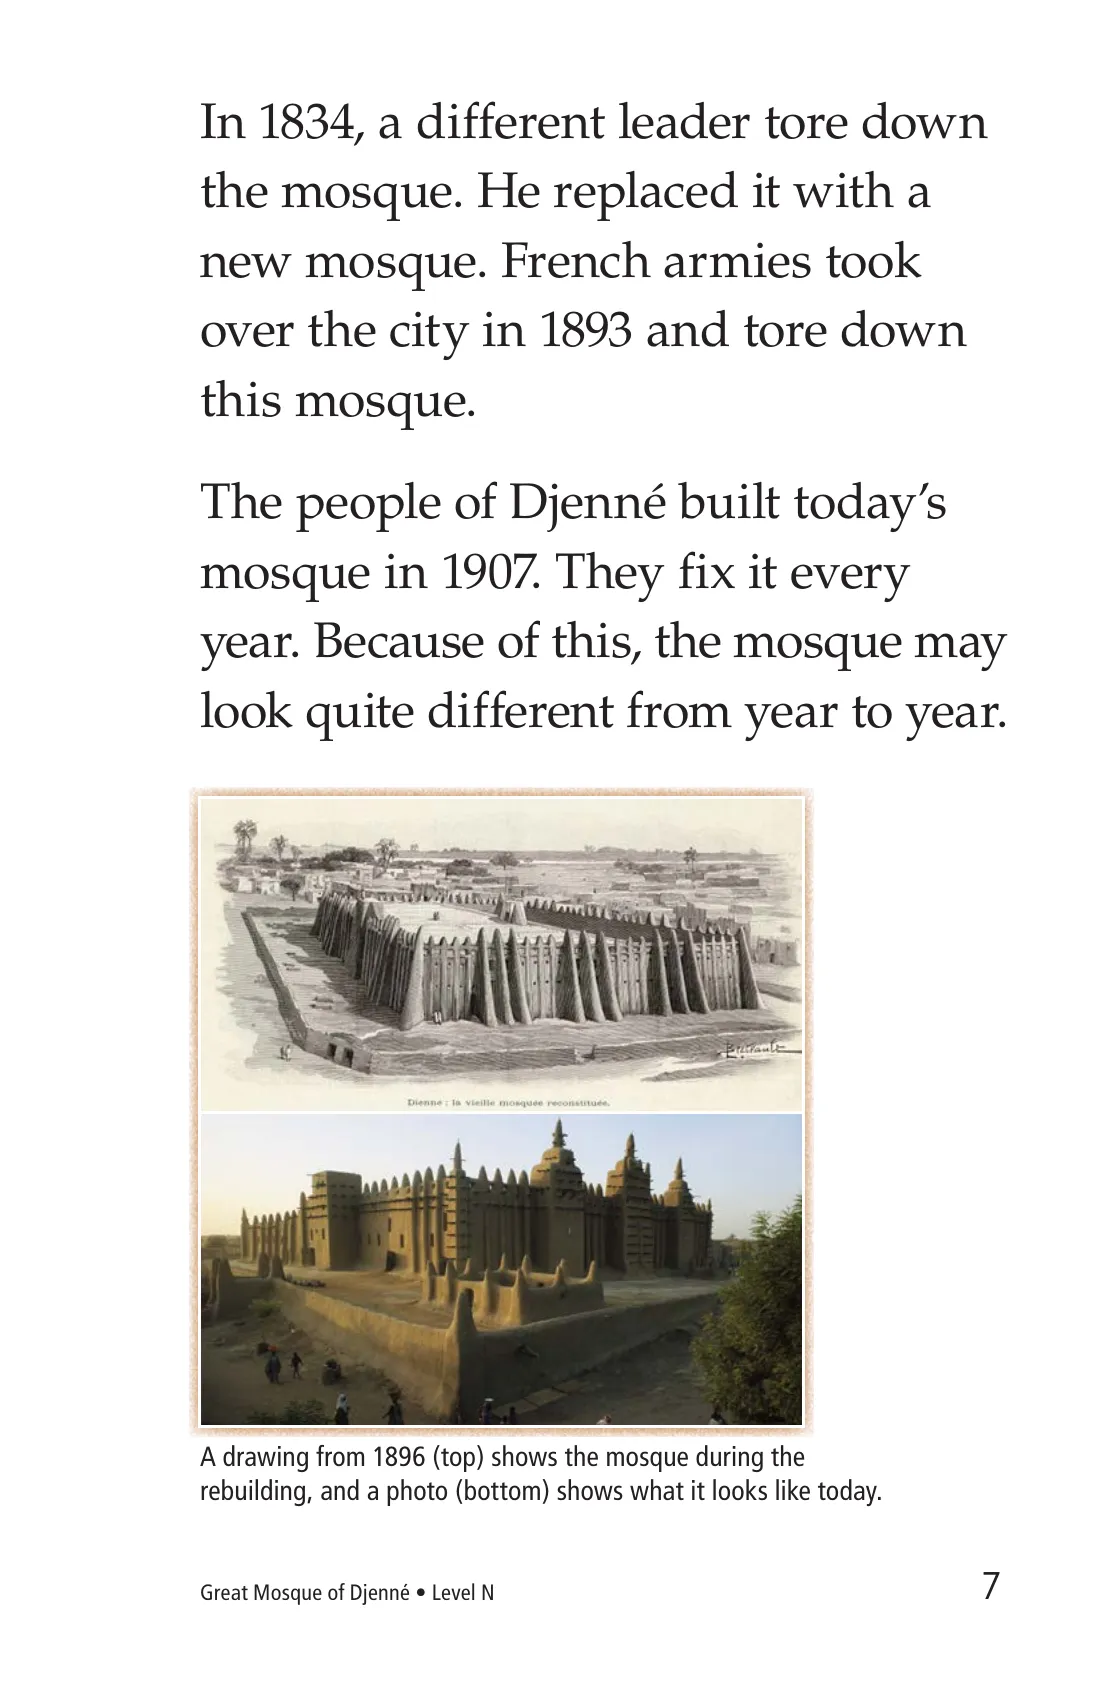 In 1834, a different leader tore down
the mosque. He replaced it with a
new mosque. French armies took
over the city in 1893 and tore down
this mosque.
The people of Djenné built today’s
mosque in 1907. They fix it every
year. Because of this, the mosque may
look quite different from year to year.
Dienné : la vieille mosquée reconstituée.
A drawing from 1896 (top) shows the mosque during the
rebuilding, and a photo (bottom) shows what it looks like today.
Great Mosque of Djenné • Level N
7